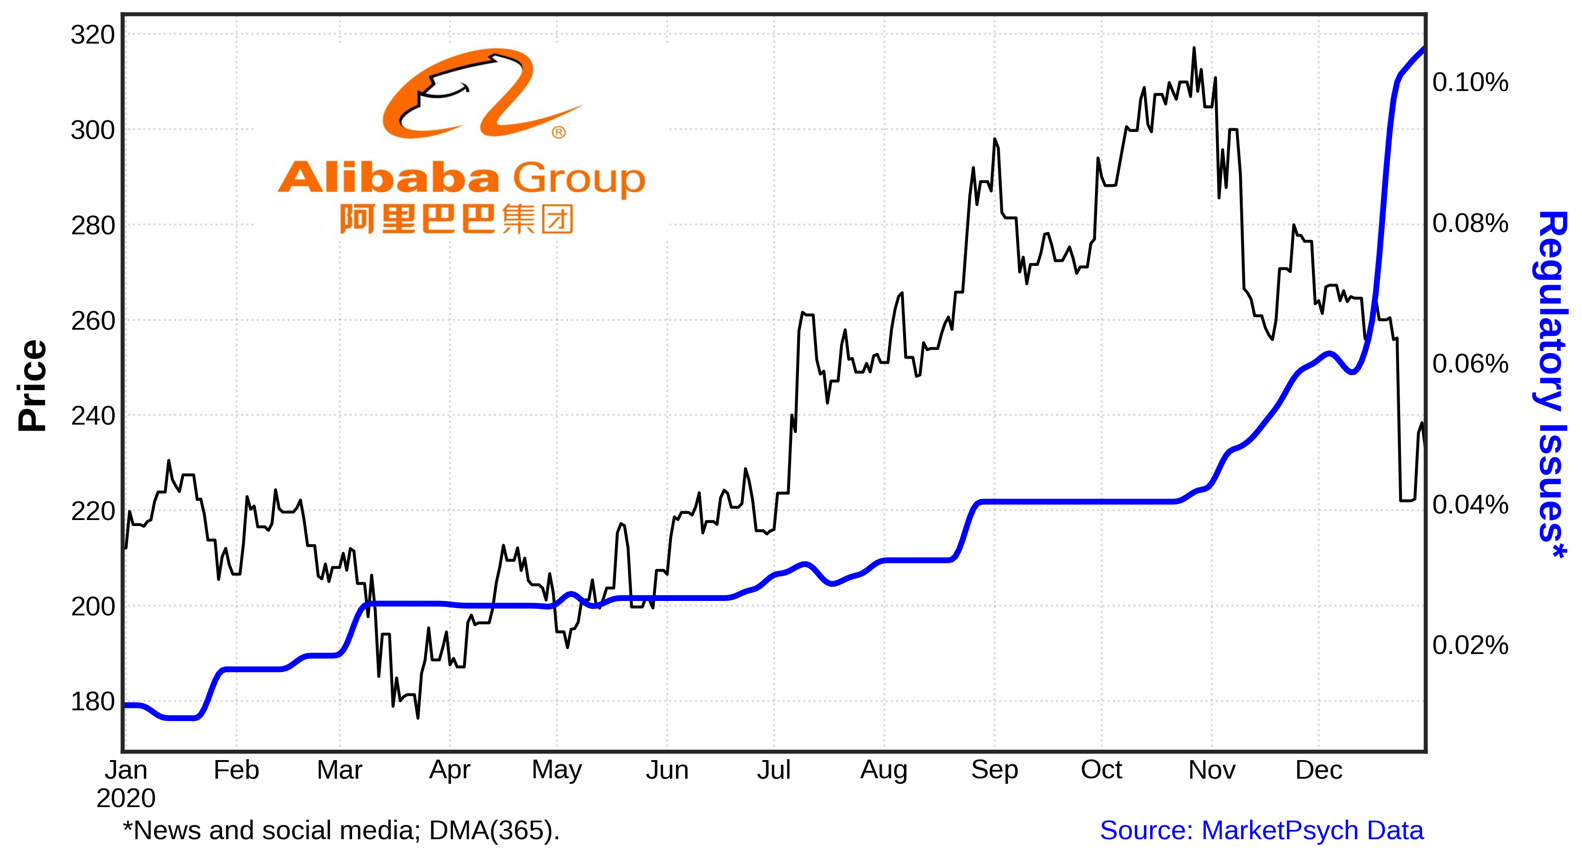 320
300
280
260
240
220
200
180
Price
®
Alibaba Group
阿里巴巴集团
0.10%
0.08%
0.06%
0.04%
0.02%
Regulatory Issues*
Jan Feb Mar Apr May Jun Jul Aug Sep Oct Nov Dec
2020
*News and social media; DMA(365).
Source: MarketPsych Data